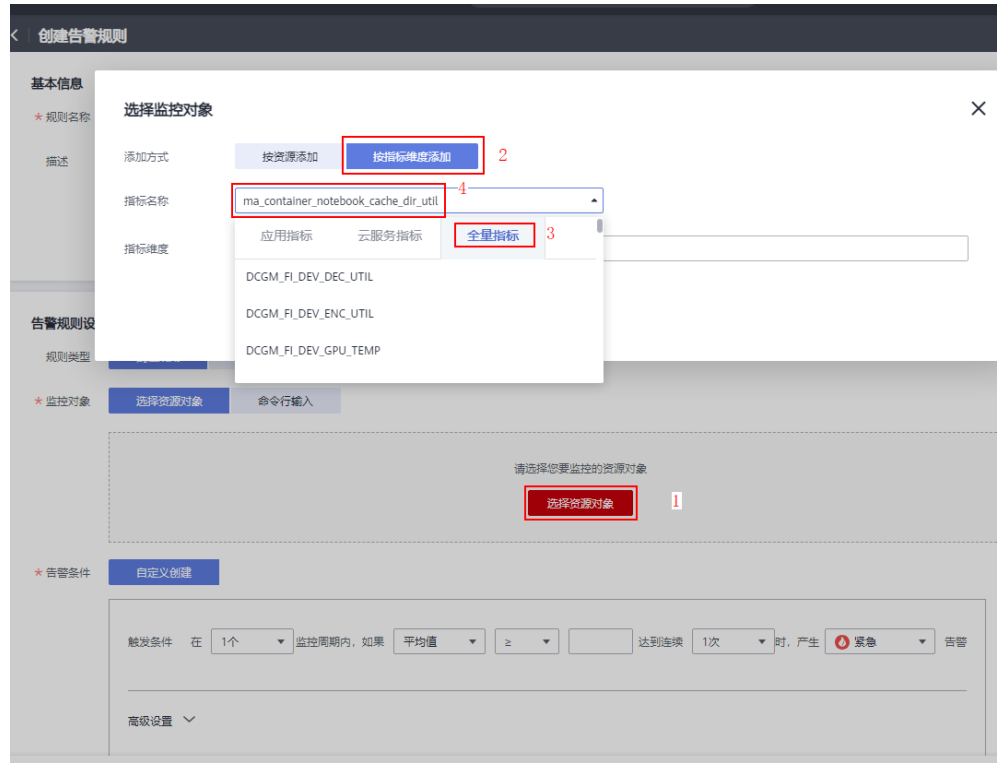 创建告警规则
基本信息
选择监控对象
* 规则名称
描述
添加方式 按资源添加 按指标维度添加 2
指标名称 ma_container_notebook_cache_dir_util 4
应用指标 云服务指标 全量指标 3
指标维度
DCGM_FI_DEV_DEC_UTIL
DCGM_FI_DEV_ENC_UTIL
DCGM_FI_DEV_GPU_TEMP
告警规则设
规则类型
* 监控对象 选择资源对象 命令行输入
请选择您要监控的资源对象
选择资源对象 1
* 告警条件 自定义创建
触发条件 在 1个 监控周期内，如果 平均值 ≥ 达到连续 1次 时，产生 紧急 告警
高级设置